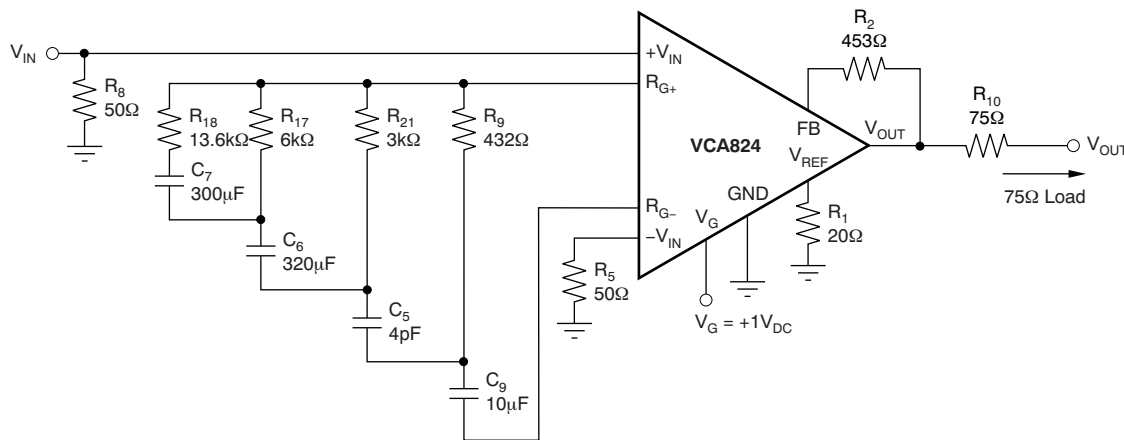 V_IN
R_8
50Ω
R_18
13.6kΩ
C_7
300μF
R_17
6kΩ
C_6
320μF
R_21
3kΩ
C_5
4pF
R_9
432Ω
C_9
10μF
+V_IN
R_G+
R_G−
−V_IN
R_5
50Ω
VCA824
FB
V_OUT
V_REF
GND
V_G
V_G = +1V_DC
R_1
20Ω
R_2
453Ω
R_10
75Ω
V_OUT
75Ω Load